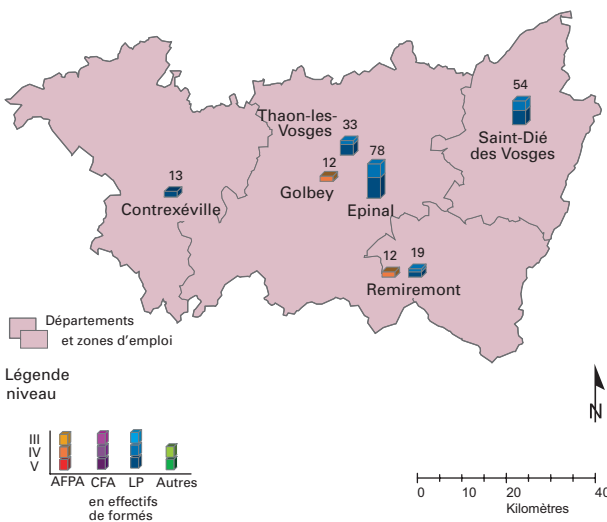 54
Thaon-les-
Vosges
33
Saint-Dié
des Vosges
12
78
13
Golbey
Contrexéville
Epinal
12
19
Remiremont
Départements
et zones d'emploi
Légende
niveau
N
III
IV
V
AFPA CFA LP Autres
en effectifs
de formés
0 10 20 40
Kilomètres